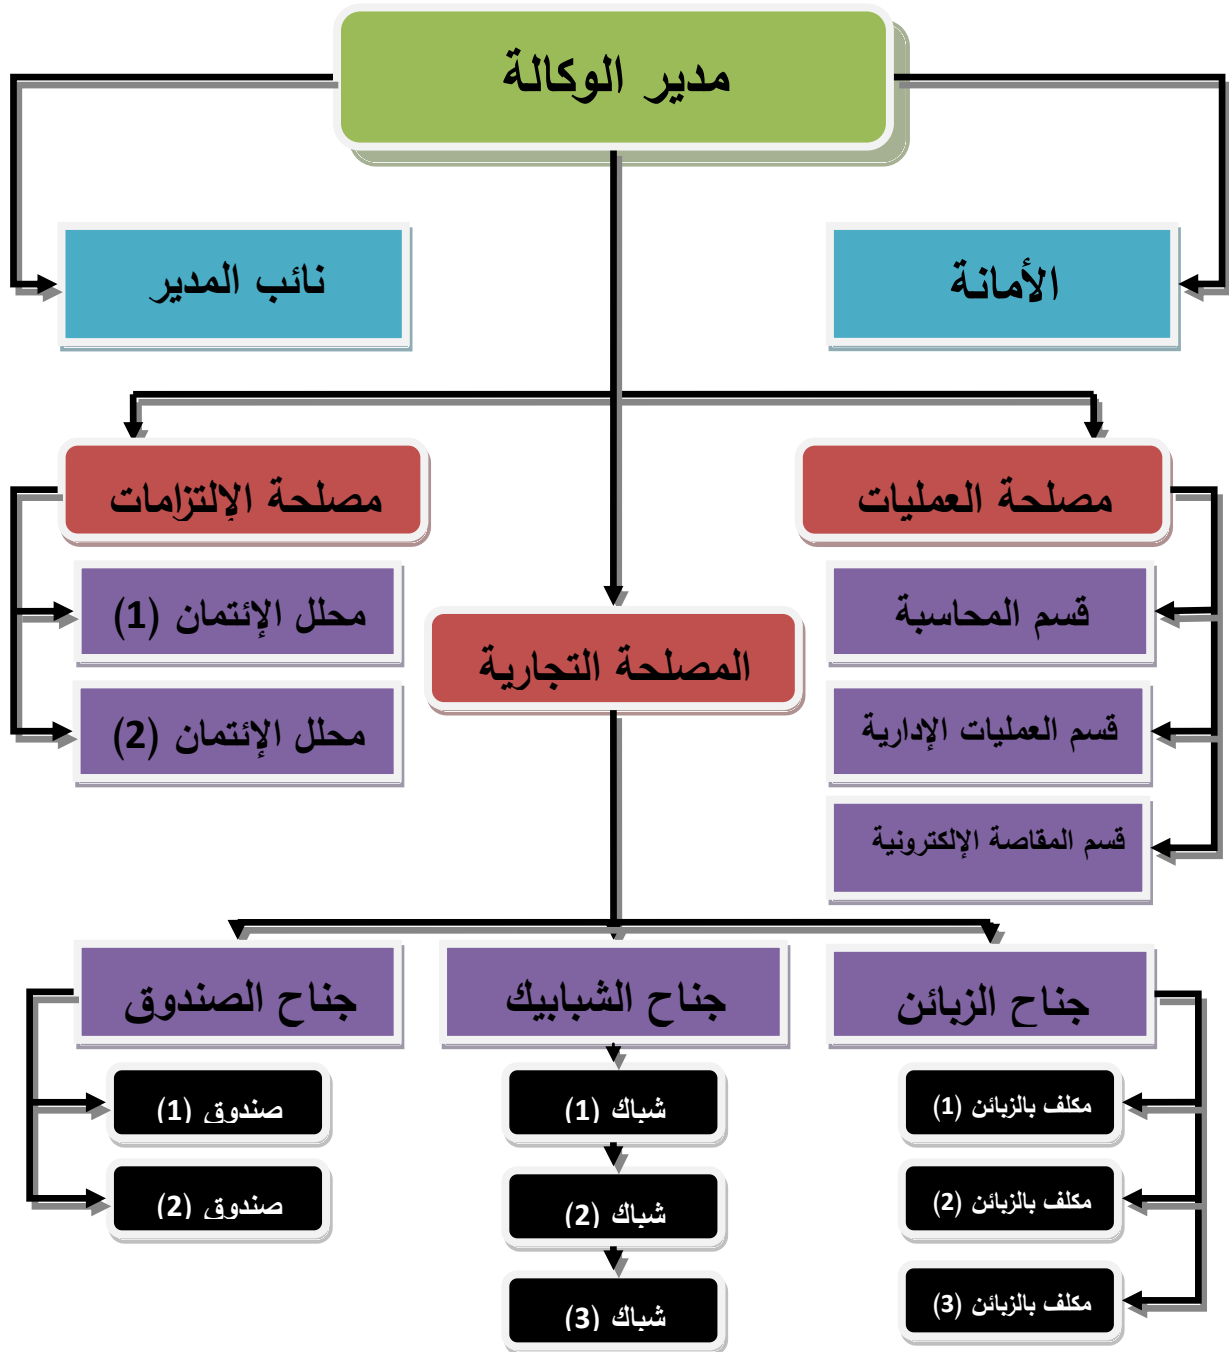 مدير الوكالة
الأمانة
نائب المدير
مصلحة العمليات
مصلحة الإلتزامات
قسم المحاسبة
محلل الإئتمان (1)
المصلحة التجارية
قسم العمليات الإدارية
محلل الإئتمان (2)
قسم المقاصة الإلكترونية
جناح الزبائن
جناح الشبابيك
جناح الصندوق
مكلف بالزبائن (1)
شباك (1)
صندوق (1)
مكلف بالزبائن (2)
شباك (2)
صندوق (2)
مكلف بالزبائن (3)
شباك (3)